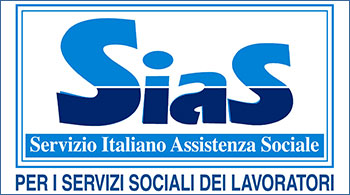 SiaS
Servizio Italiano Assistenza Sociale
PER I SERVIZI SOCIALI DEI LAVORATORI